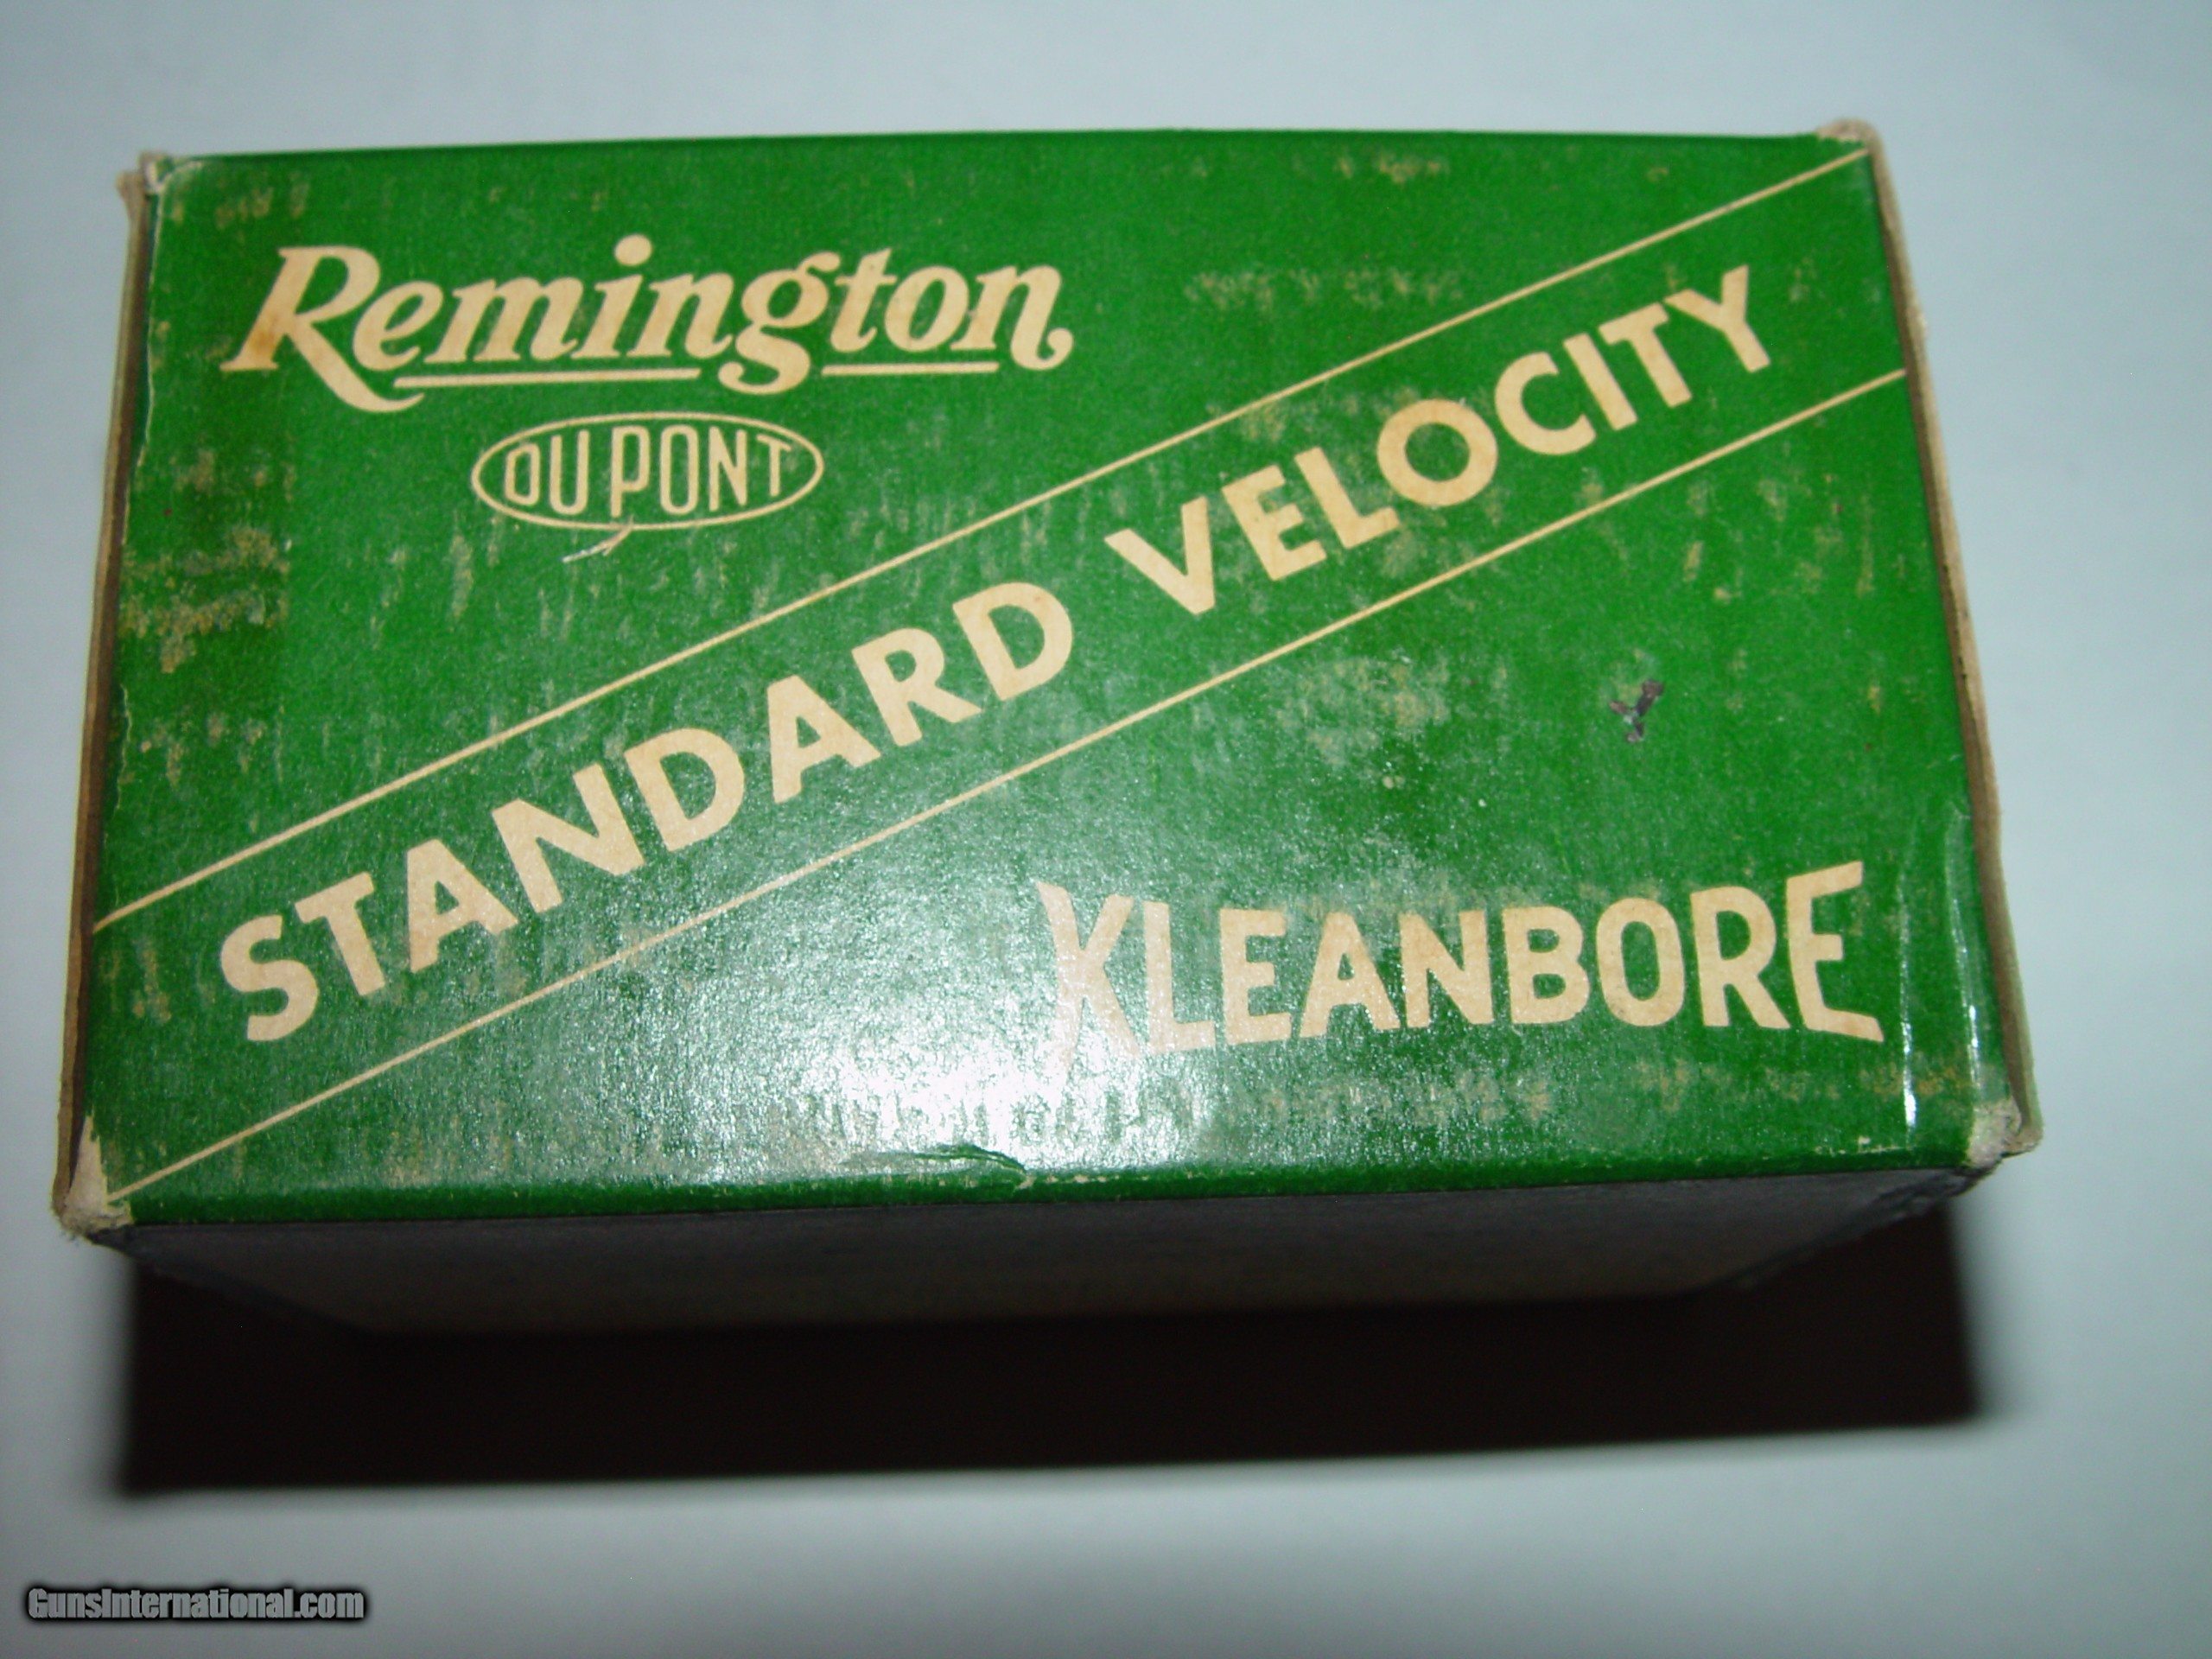 Remington
DU PONT
STANDARD VELOCITY
KLEANBORE
GunsInternational.com